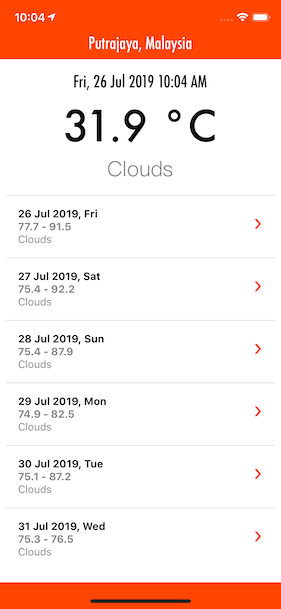 10:04
Putrajaya, Malaysia
Fri, 26 Jul 2019 10:04 AM
31.9 °C
Clouds
26 Jul 2019, Fri
77.7 - 91.5
Clouds
27 Jul 2019, Sat
75.4 - 92.2
Clouds
28 Jul 2019, Sun
75.4 - 87.9
Clouds
29 Jul 2019, Mon
74.9 - 82.5
Clouds
30 Jul 2019, Tue
75.1 - 87.2
Clouds
31 Jul 2019, Wed
75.3 - 76.5
Clouds